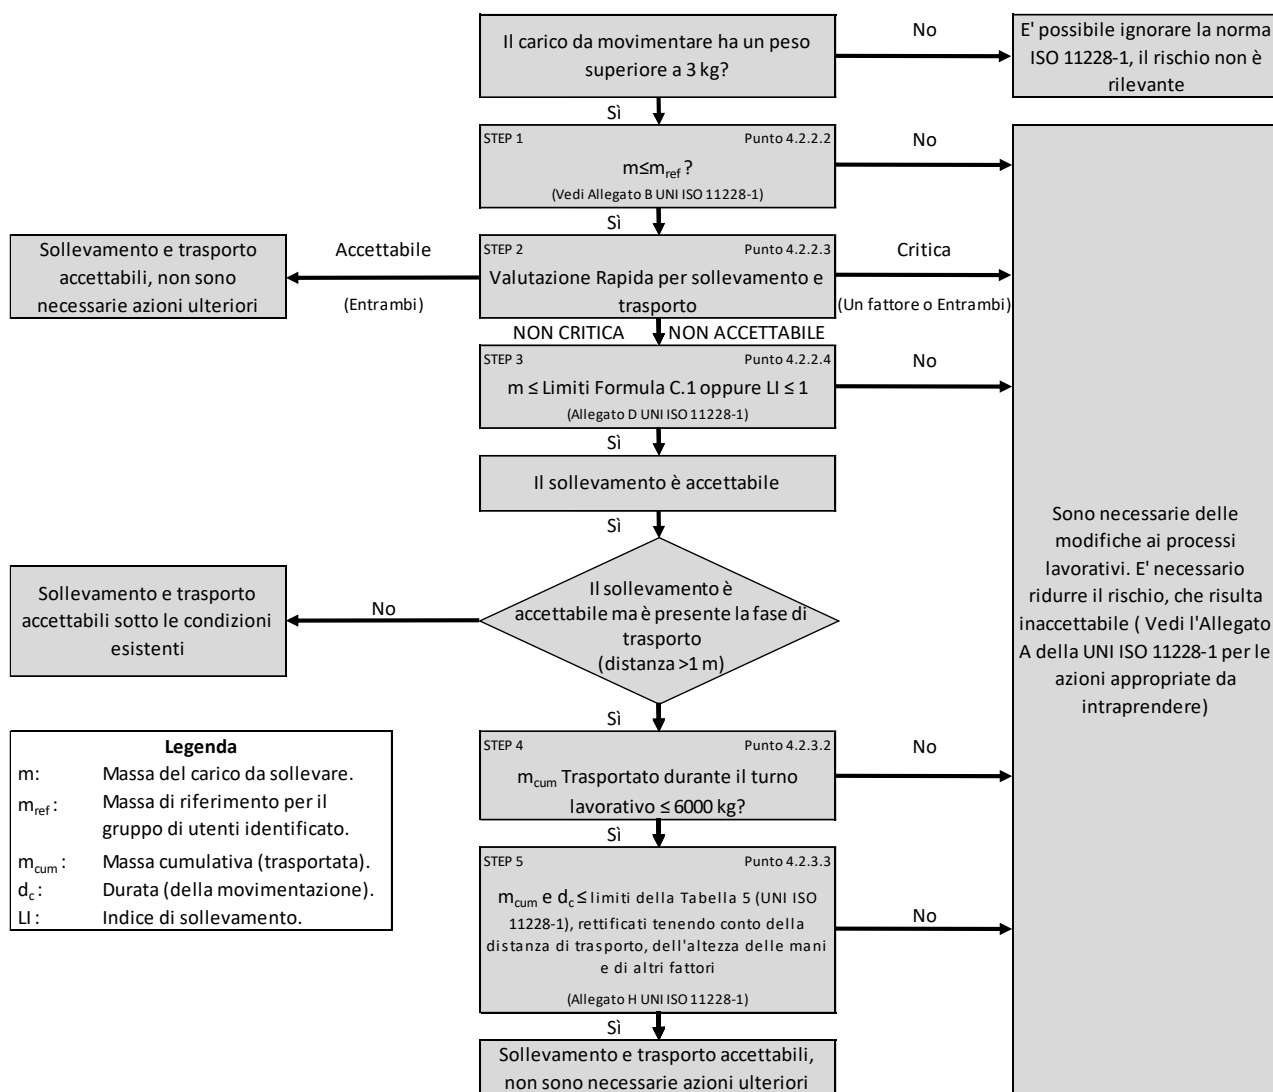 Il carico da movimentare ha un peso
superiore a 3 kg?
No
E' possibile ignorare la norma
ISO 11228-1, il rischio non è
rilevante
Sì
STEP 1 Punto 4.2.2.2
m≤mref ?
(Vedi Allegato B UNI ISO 11228-1)
No
Sì
Sollevamento e trasporto
accettabili, non sono
necessarie azioni ulteriori
Accettabile
(Entrambi)
STEP 2 Punto 4.2.2.3
Valutazione Rapida per sollevamento e
trasporto
Critica
(Un fattore o Entrambi)
NON CRITICA NON ACCETTABILE
STEP 3 Punto 4.2.2.4
m ≤ Limiti Formula C.1 oppure LI ≤ 1
(Allegato D UNI ISO 11228-1)
No
Sì
Il sollevamento è accettabile
Sì
Il sollevamento è
accettabile ma è presente la fase di
trasporto
(distanza >1 m)
No
Sollevamento e trasporto
accettabili sotto le condizioni
esistenti
Sono necessarie delle
modifiche ai processi
lavorativi. E' necessario
ridurre il rischio, che risulta
inaccettabile ( Vedi l'Allegato
A della UNI ISO 11228-1 per le
azioni appropriate da
intraprendere)
Sì
STEP 4 Punto 4.2.3.2
mcum Trasportato durante il turno
lavorativo ≤ 6000 kg?
No
Sì
STEP 5 Punto 4.2.3.3
mcum e dc ≤ limiti della Tabella 5 (UNI ISO
11228-1), rettificati tenendo conto della
distanza di trasporto, dell'altezza delle mani
e di altri fattori
(Allegato H UNI ISO 11228-1)
No
Sì
Sollevamento e trasporto accettabili,
non sono necessarie azioni ulteriori
Legenda
m: Massa del carico da sollevare.
mref : Massa di riferimento per il
gruppo di utenti identificato.
mcum : Massa cumulativa (trasportata).
dc : Durata (della movimentazione).
LI : Indice di sollevamento.